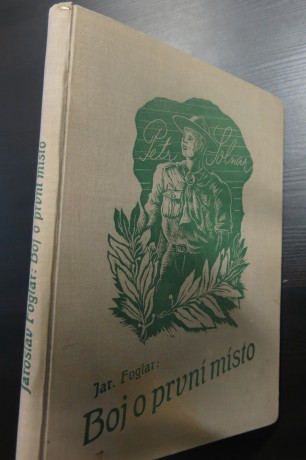 Jaroslav Foglar: Boj o první místo
Petr Solnar
Jar. Foglar:
Boj o první místo